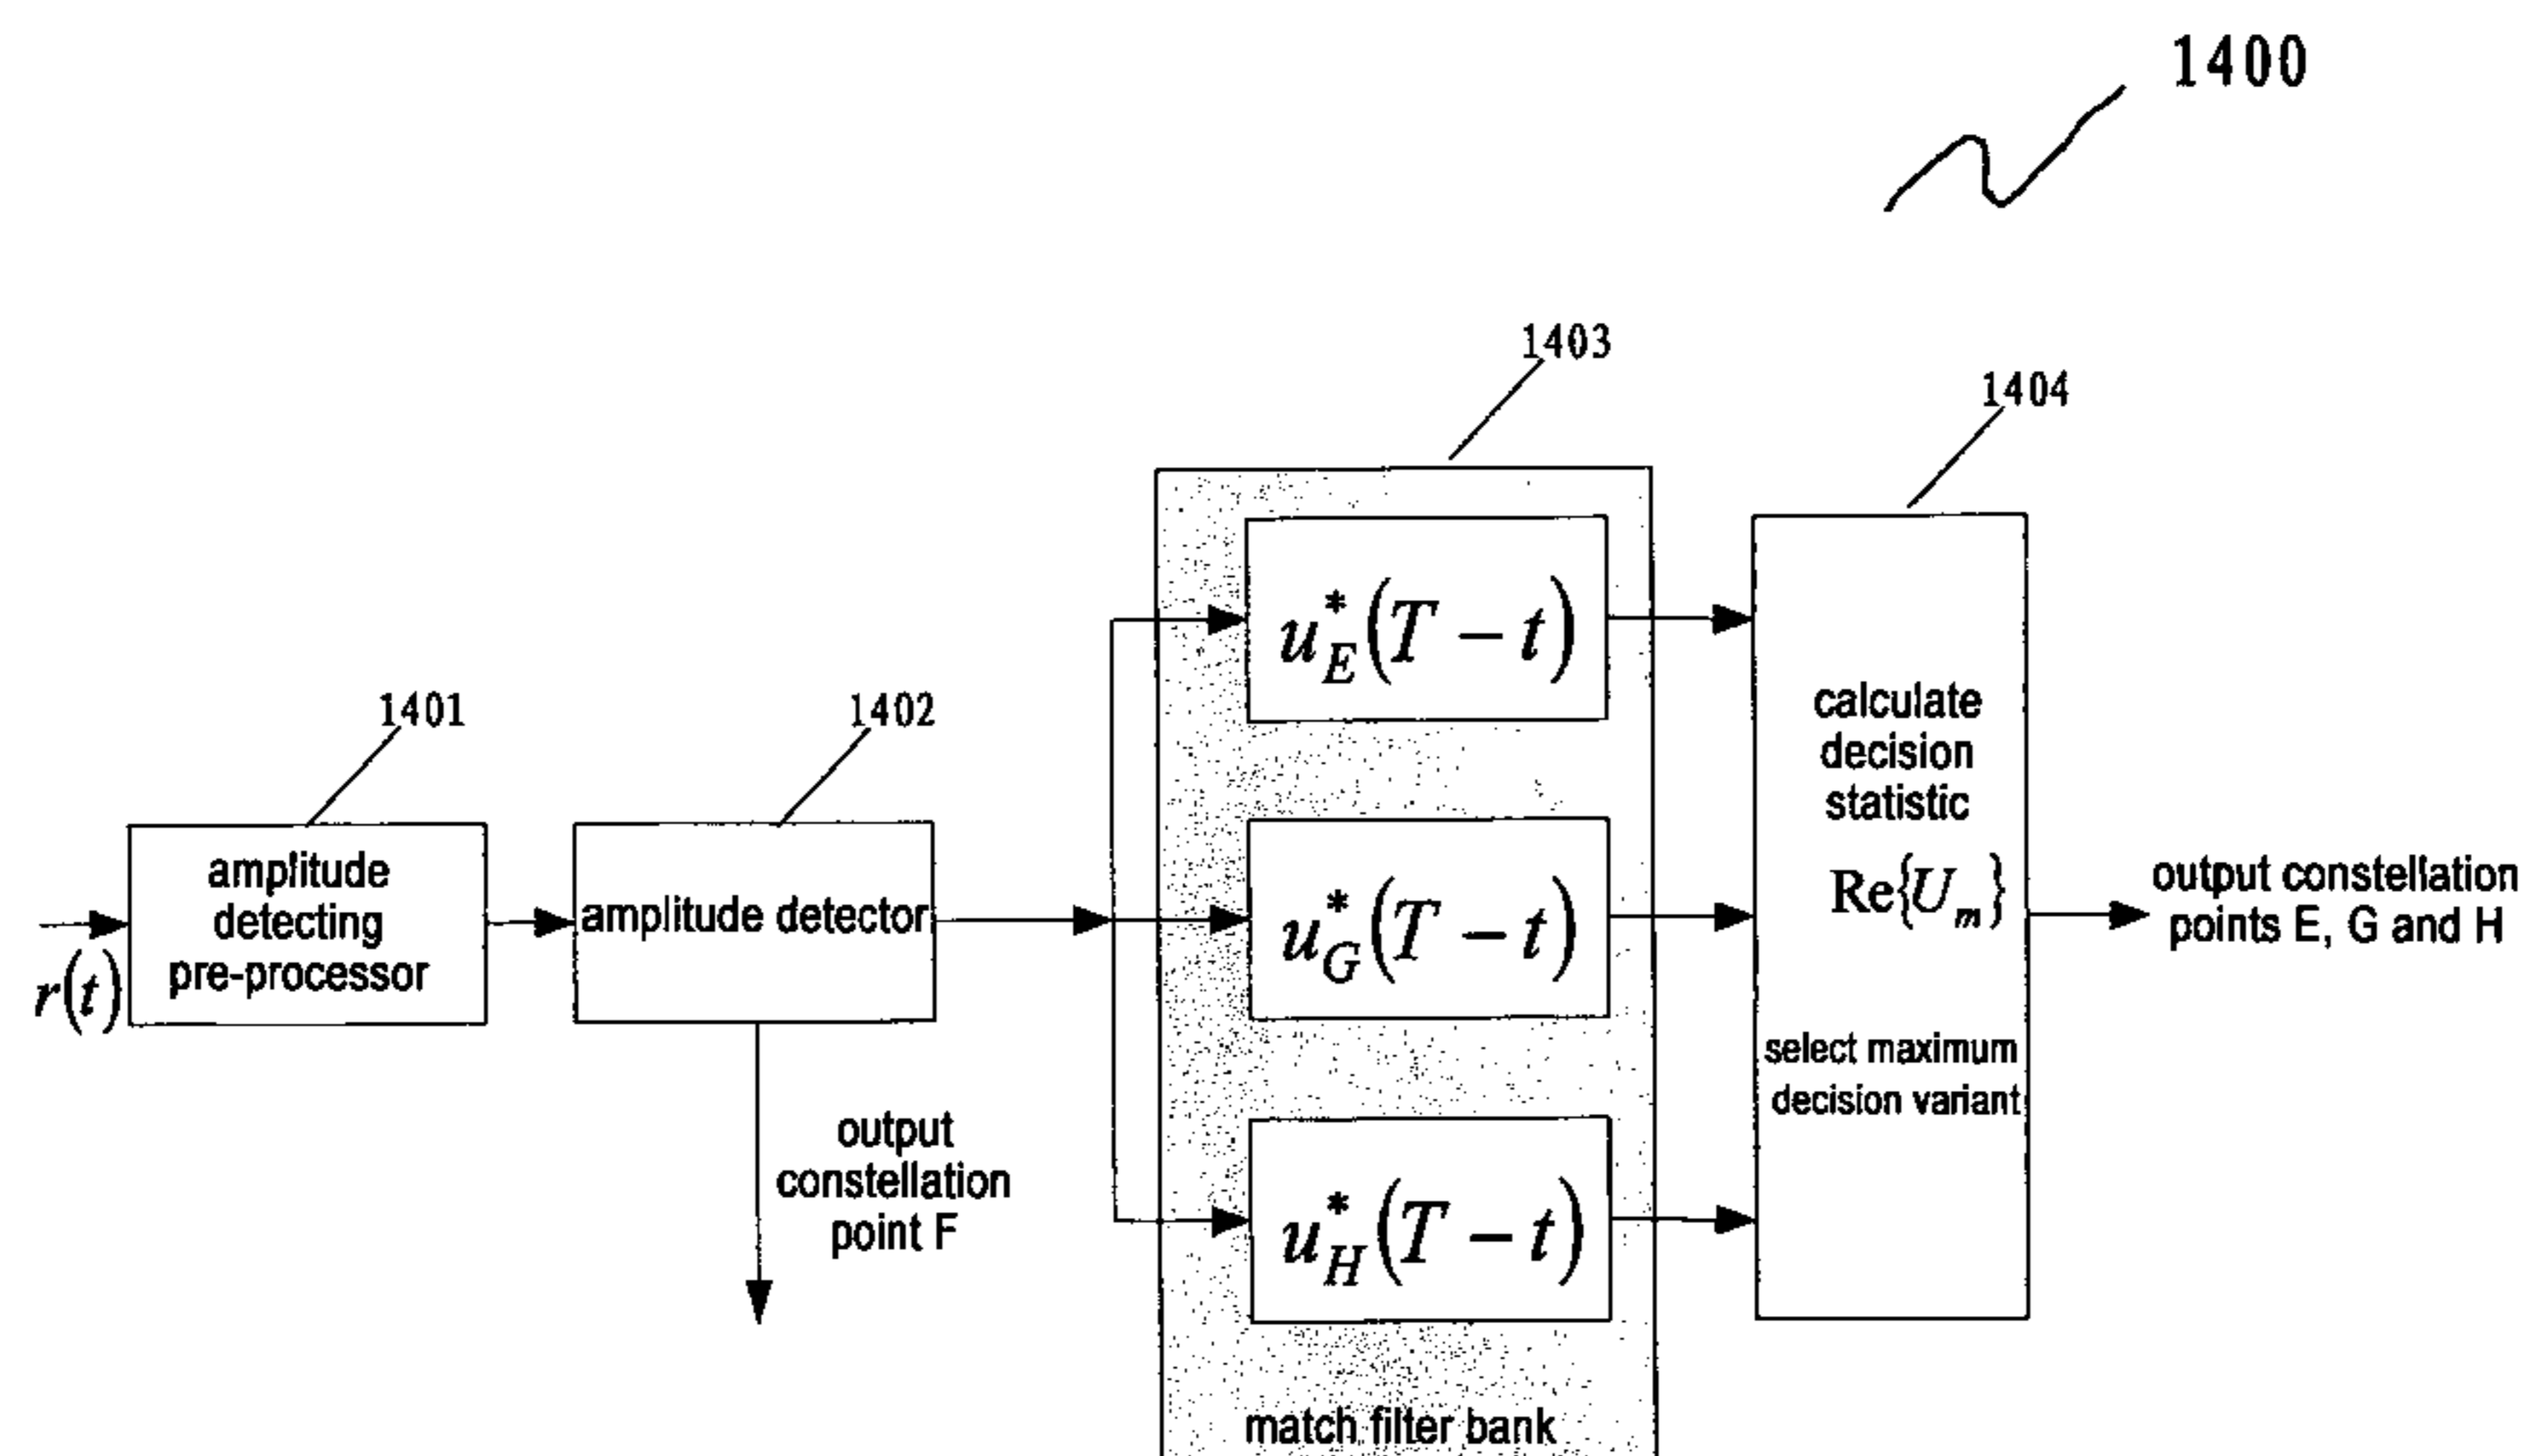 1400
1403
1404
1401
1402
amplitude
detecting
pre-processor
r(t)
amplitude detector
output
constellation
point F
u*_E(T − t)
u*_G(T − t)
u*_H(T − t)
match filter bank
calculate
decision
statistic
Re{U_m}
select maximum
decision variant
output constellation
points E, G and H